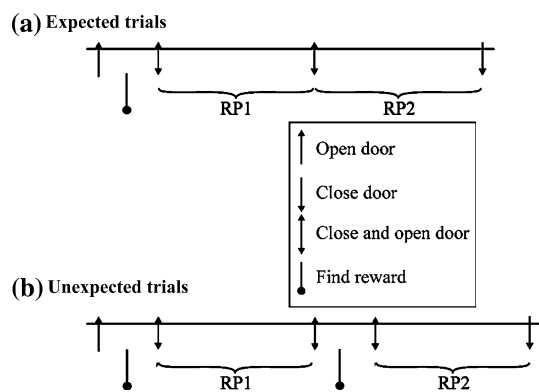 (a) Expected trials
RP1 RP2
Open door
Close door
Close and open door
Find reward
(b) Unexpected trials
RP1 RP2